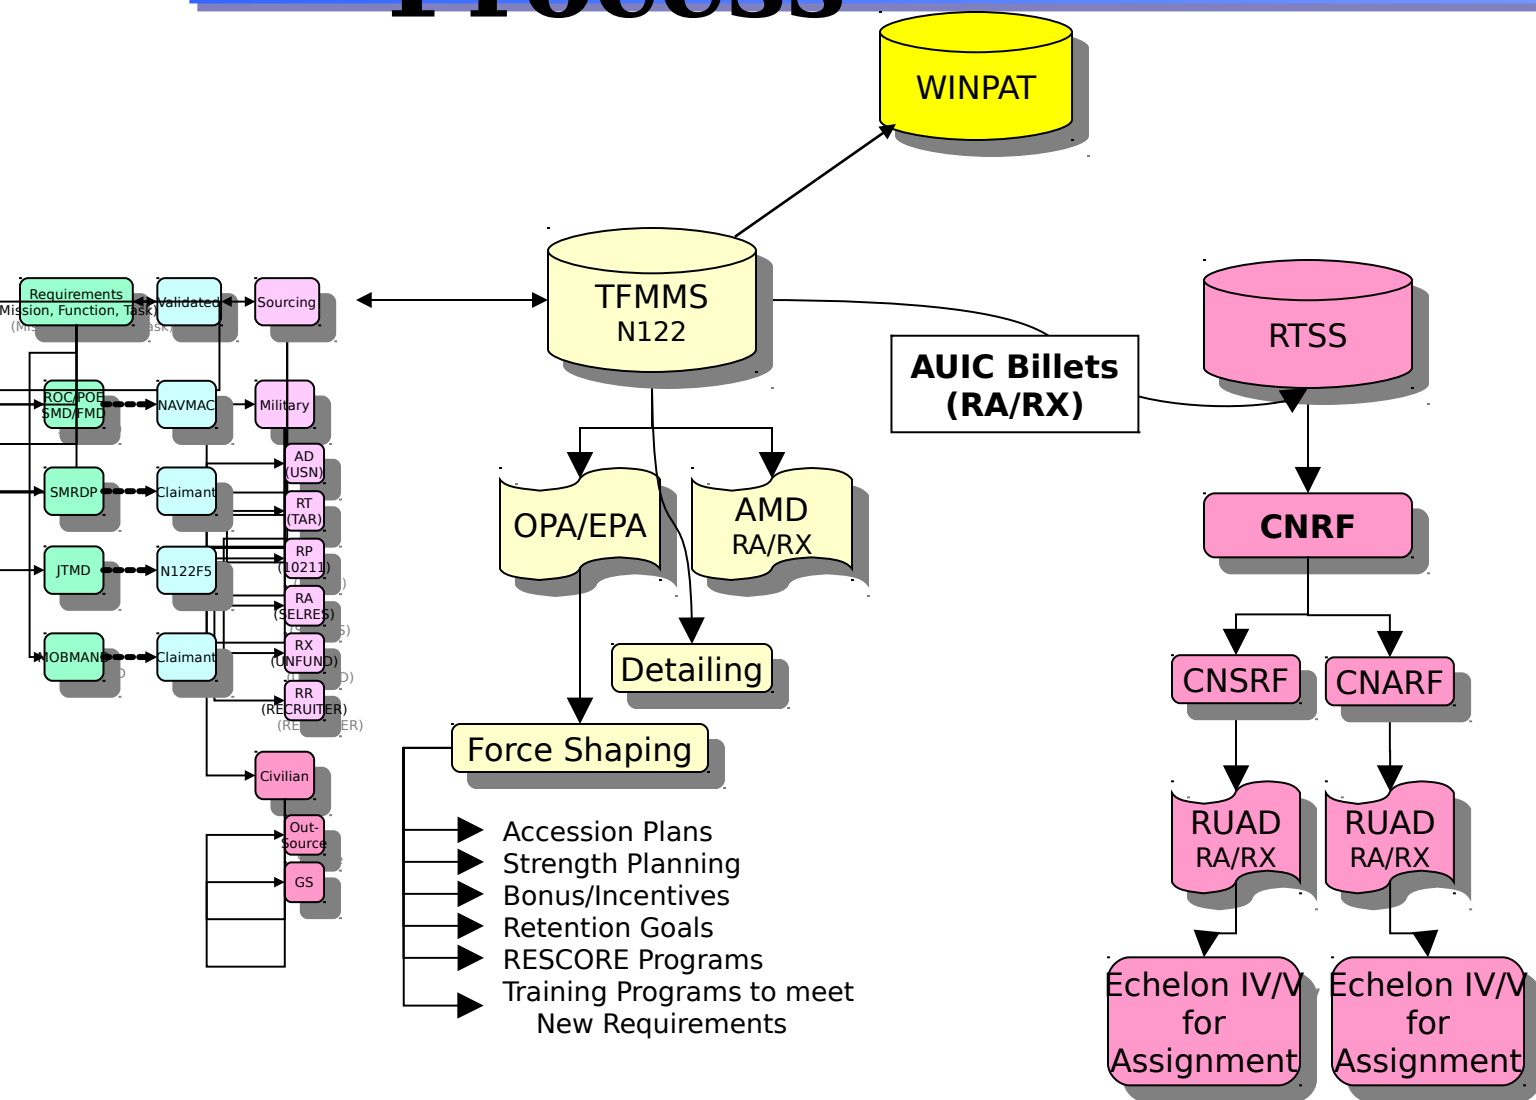 Process
WINPAT
TFMMS
N122
RTSS
AUIC Billets
(RA/RX)
Requirements
Mission, Function, Task)
Validated
Sourcing
ROC/POE
SMD/FMD
NAVMAC
Military
AD
(USN)
SMRDP
Claimant
RT
(TAR)
RP
(10211)
JTMD
N122F5
RA
(SELRES)
MOBMAND
Claimant
RX
(UNFUND)
RR
(RECRUITER)
Civilian
Out-
Source
GS
OPA/EPA
AMD
RA/RX
Detailing
Force Shaping
Accession Plans
Strength Planning
Bonus/Incentives
Retention Goals
RESCORE Programs
Training Programs to meet
New Requirements
CNRF
CNSRF
CNARF
RUAD
RA/RX
RUAD
RA/RX
Echelon IV/V
for
Assignment
Echelon IV/V
for
Assignment